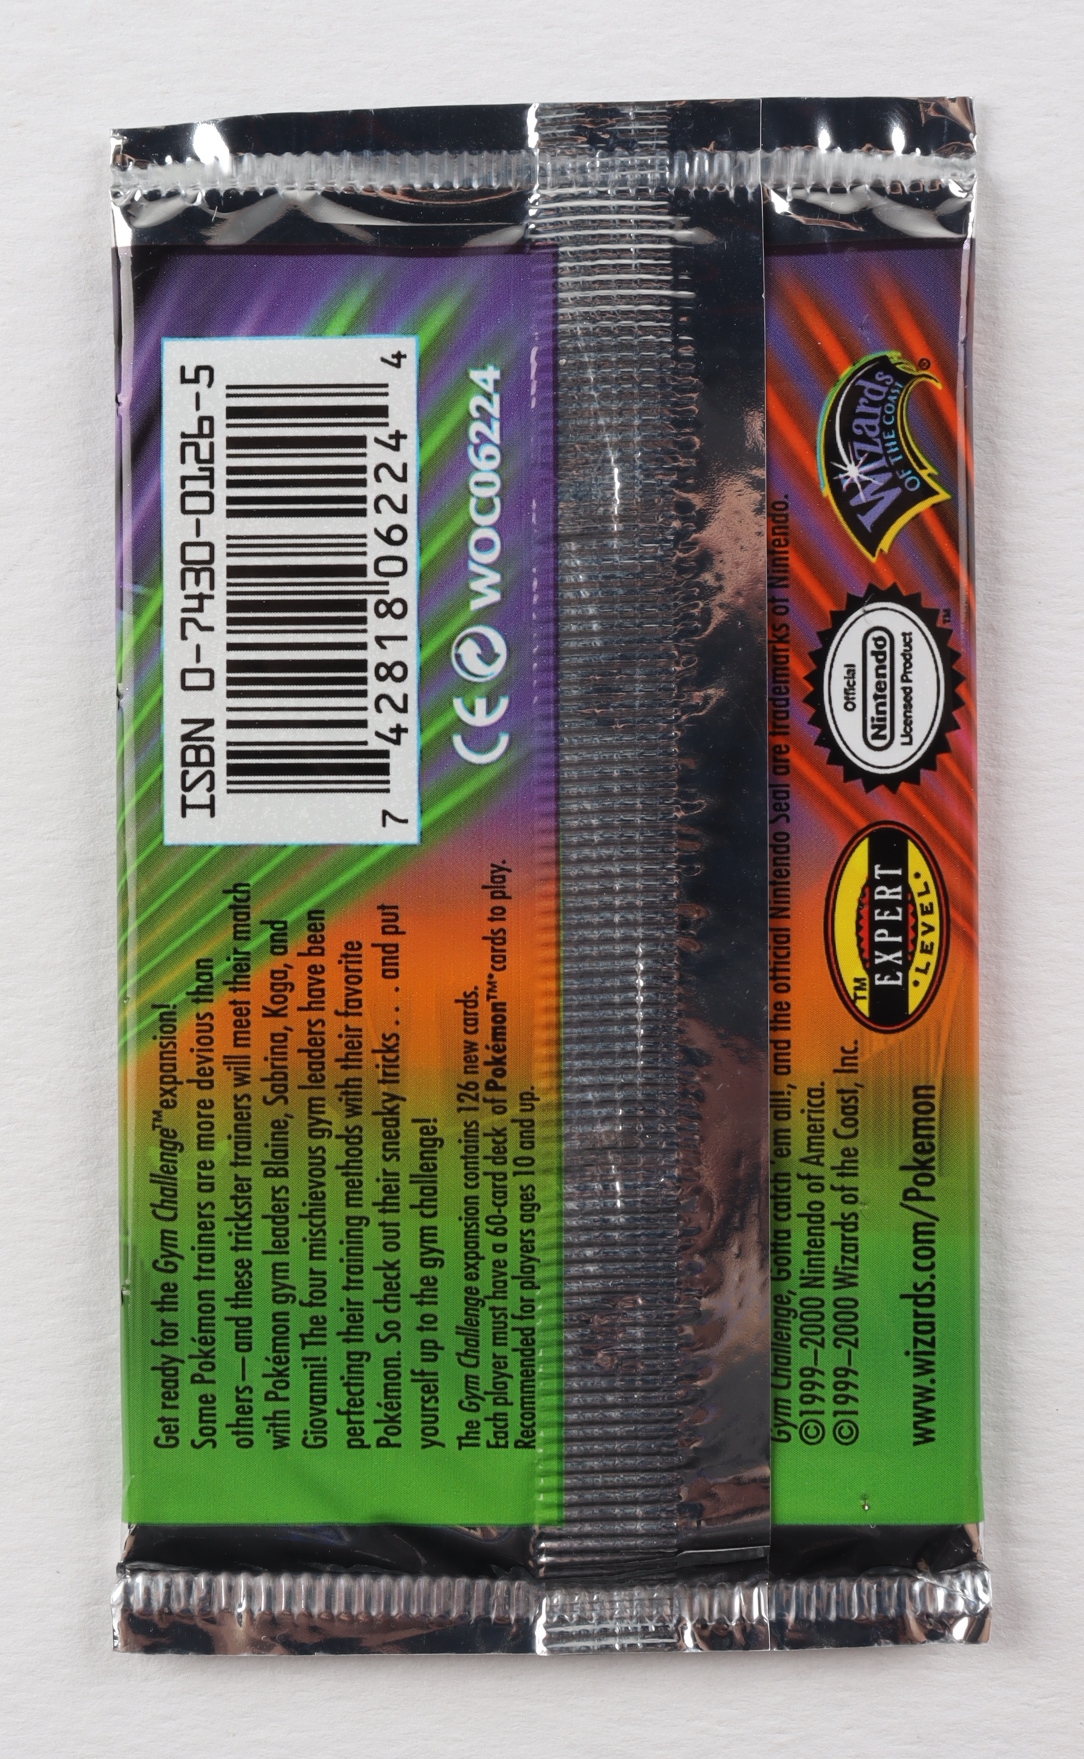 ISBN 0-7430-0126-5
7 42818 06224 4
CE WOC06224
Get ready for the Gym Challenge™ expansion!
Some Pokémon trainers are more devious than
others—and these trickster trainers will meet their match
with Pokémon gym leaders Blaine, Sabrina, Koga, and
Giovanni! The four mischievous gym leaders have been
perfecting their training methods with their favorite
Pokémon. So check out their sneaky tricks . . . and put
yourself up to the gym challenge!
The Gym Challenge expansion contains 126 new cards.
Each player must have a 60-card deck of Pokémon™* cards to play.
Recommended for players ages 10 and up.
Gym Challenge, Gotta catch 'em all!, and the official Nintendo Seal are trademarks of Nintendo.
©1999–2000 Nintendo of America.
©1999–2000 Wizards of the Coast, Inc.
www.wizards.com/Pokemon
™
EXPERT
•LEVEL•
Official
Nintendo
Licensed Product
™
Wizards
OF THE COAST
®